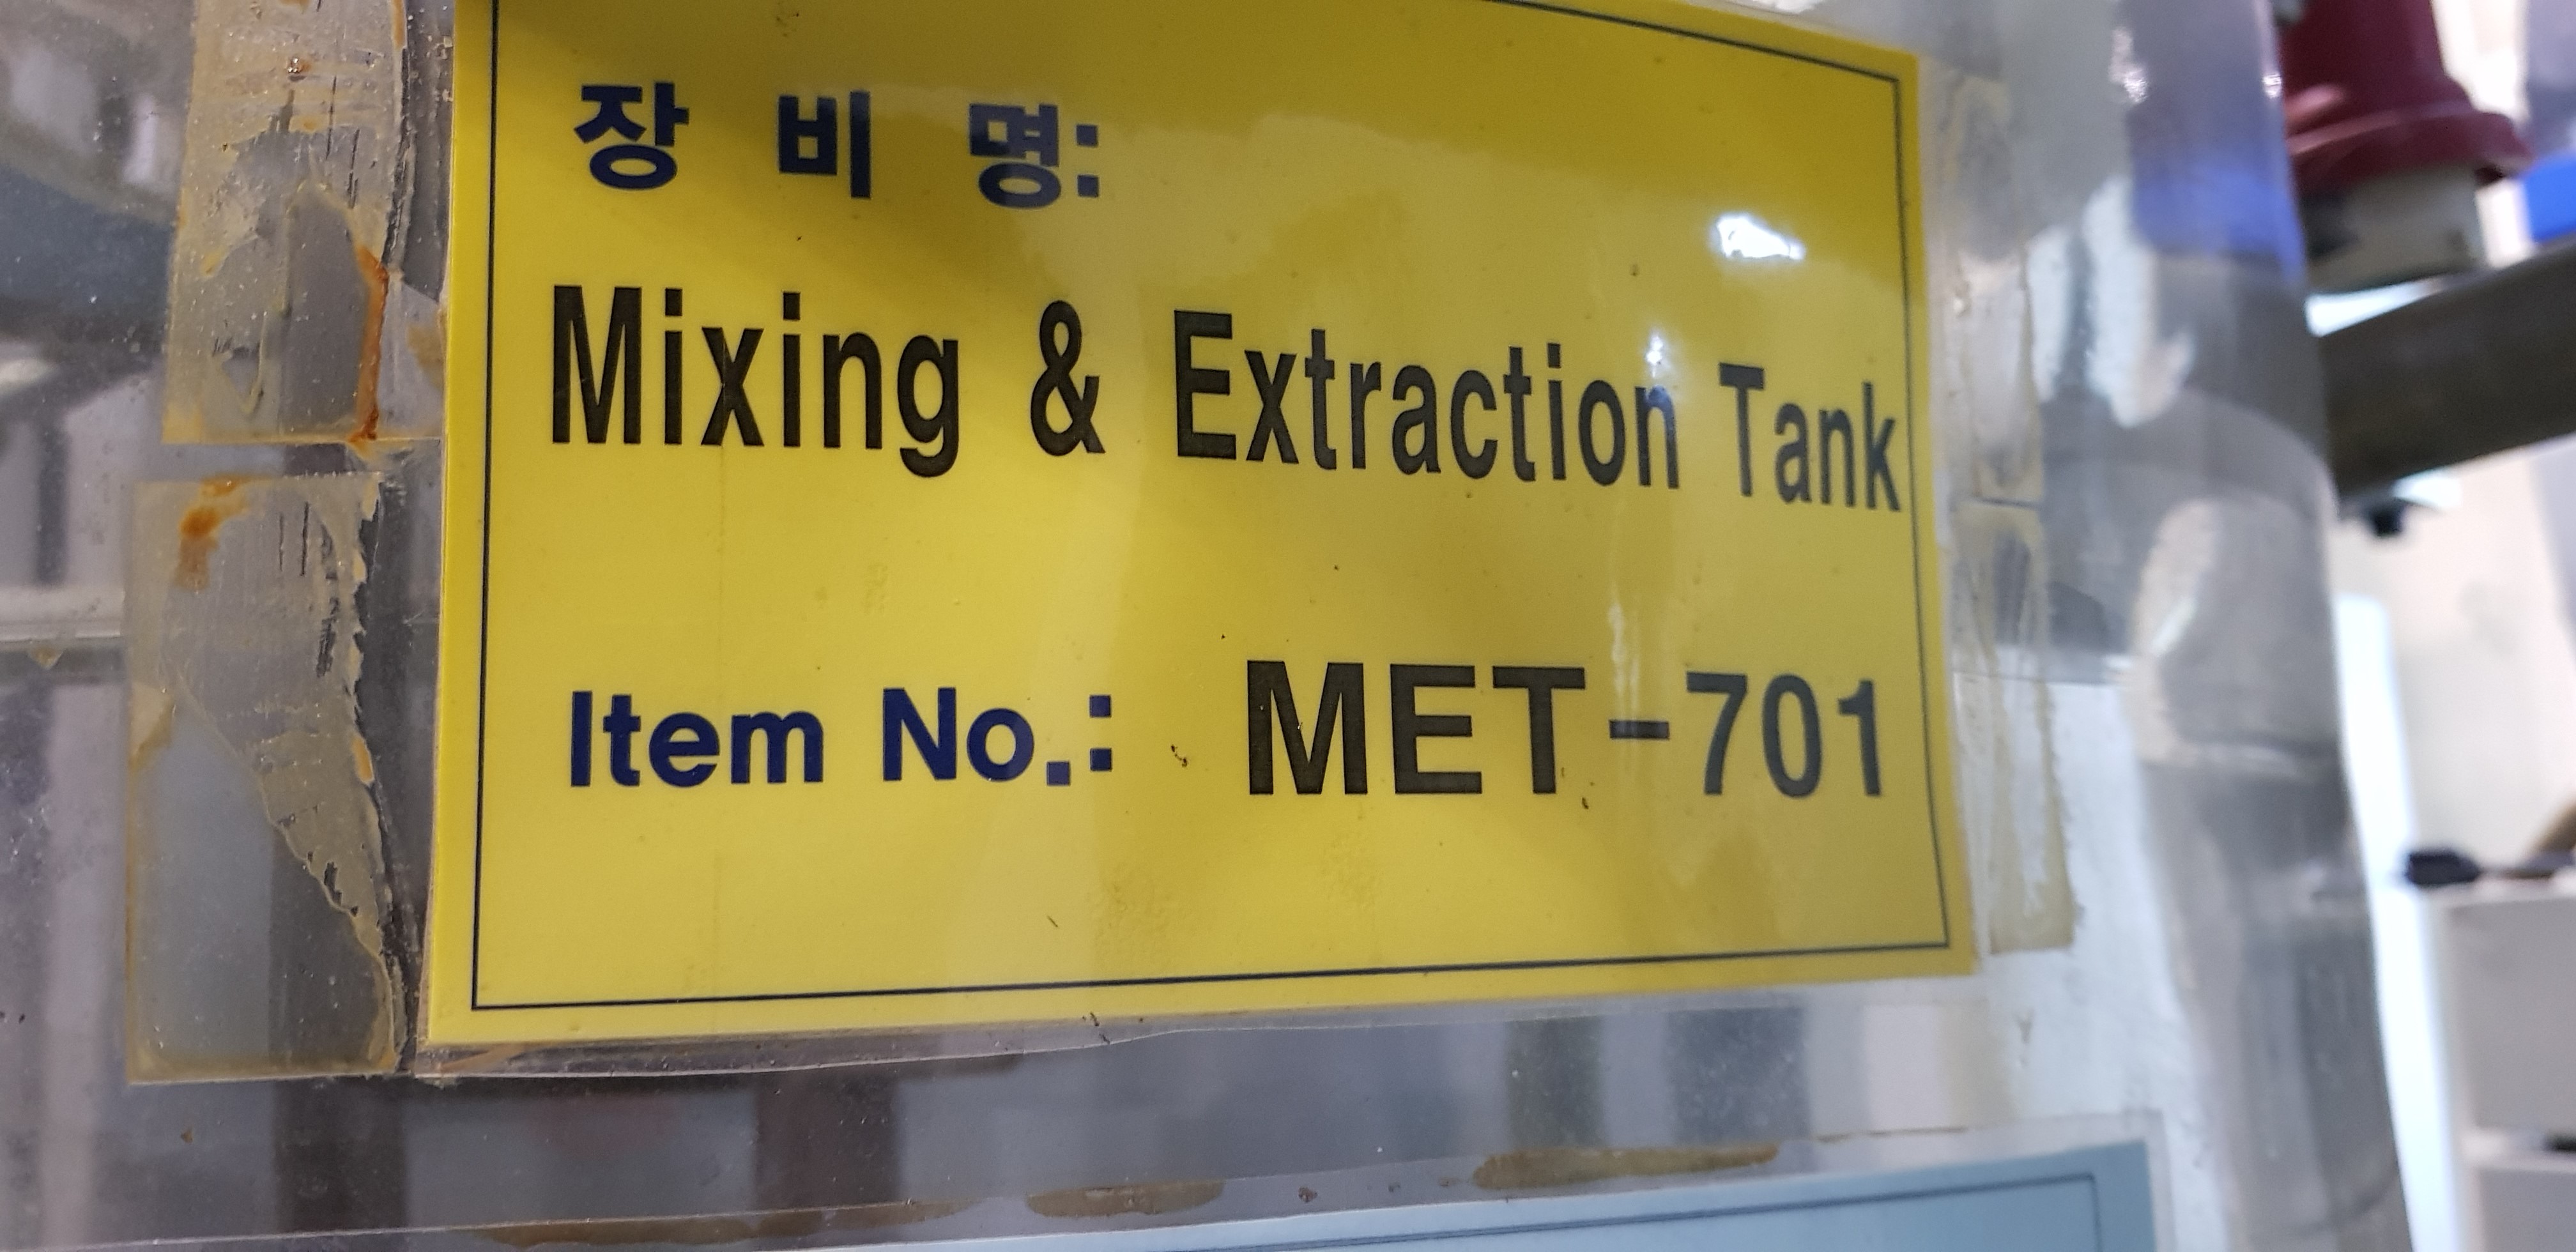 장 비 명:
Mixing & Extraction Tank
Item No.: MET-701